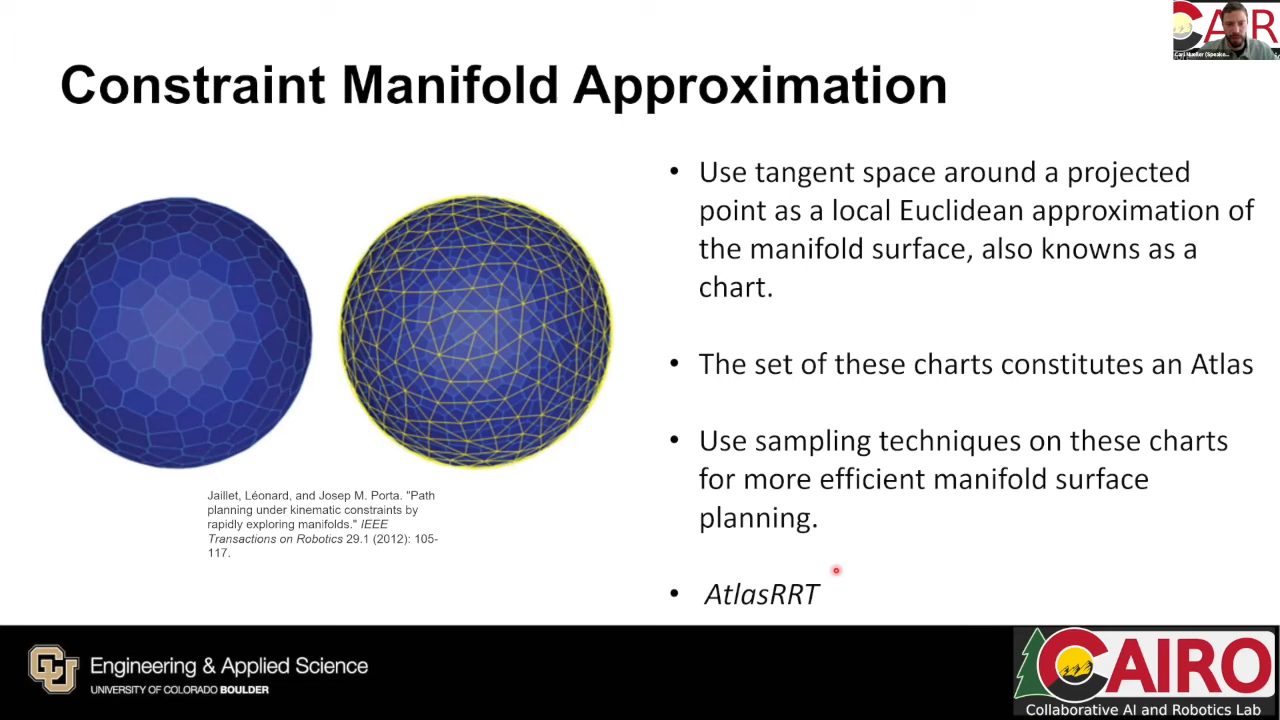 Constraint Manifold Approximation
• Use tangent space around a projected
point as a local Euclidean approximation of
the manifold surface, also knowns as a
chart.
• The set of these charts constitutes an Atlas
• Use sampling techniques on these charts
for more efficient manifold surface
planning.
• AtlasRRT
Jaillet, Léonard, and Josep M. Porta. "Path
planning under kinematic constraints by
rapidly exploring manifolds." IEEE
Transactions on Robotics 29.1 (2012): 105-
117.
CU
Engineering & Applied Science
UNIVERSITY OF COLORADO BOULDER
CAIRO
Collaborative AI and Robotics Lab